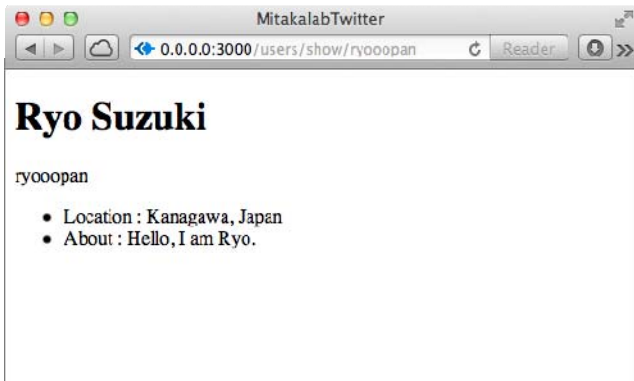 MitakalabTwitter
0.0.0.0:3000/users/show/ryooopan
Reader
Ryo Suzuki
ryooopan
Location : Kanagawa, Japan
About : Hello, I am Ryo.